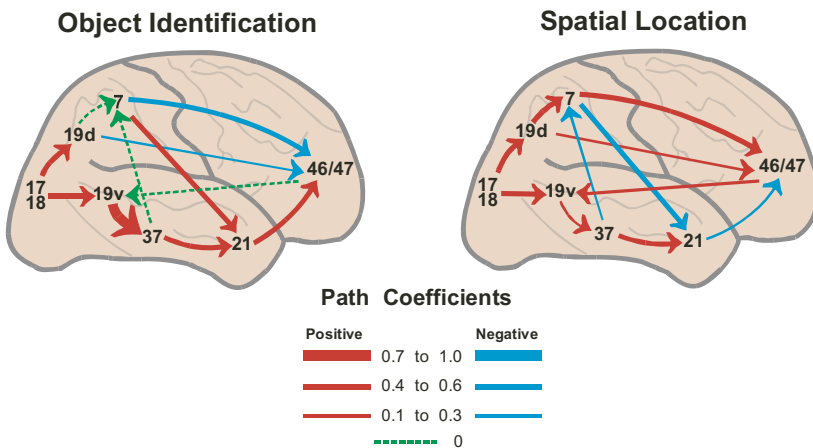 Object Identification
Spatial Location
7
19d
46/47
17
18
19v
37
21
7
19d
46/47
17
18
19v
37
21
Path Coefficients
Positive Negative
0.7 to 1.0
0.4 to 0.6
0.1 to 0.3
0